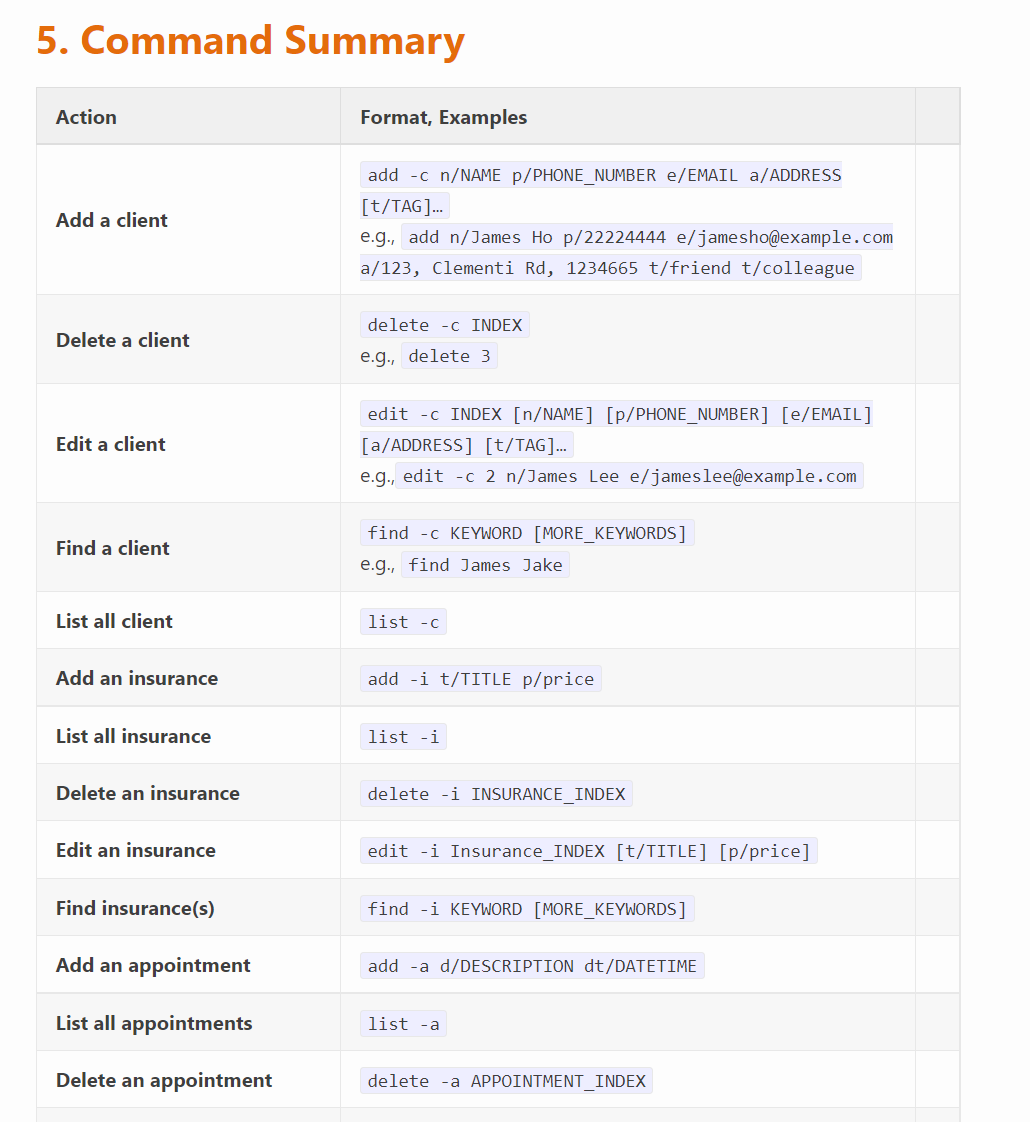 5. Command Summary
Action
Format, Examples
Add a client
add -c n/NAME p/PHONE_NUMBER e/EMAIL a/ADDRESS
[t/TAG]…
e.g., add n/James Ho p/22224444 e/jamesho@example.com
a/123, Clementi Rd, 1234665 t/friend t/colleague
Delete a client
delete -c INDEX
e.g., delete 3
Edit a client
edit -c INDEX [n/NAME] [p/PHONE_NUMBER] [e/EMAIL]
[a/ADDRESS] [t/TAG]…
e.g., edit -c 2 n/James Lee e/jameslee@example.com
Find a client
find -c KEYWORD [MORE_KEYWORDS]
e.g., find James Jake
List all client
list -c
Add an insurance
add -i t/TITLE p/price
List all insurance
list -i
Delete an insurance
delete -i INSURANCE_INDEX
Edit an insurance
edit -i Insurance_INDEX [t/TITLE] [p/price]
Find insurance(s)
find -i KEYWORD [MORE_KEYWORDS]
Add an appointment
add -a d/DESCRIPTION dt/DATETIME
List all appointments
list -a
Delete an appointment
delete -a APPOINTMENT_INDEX